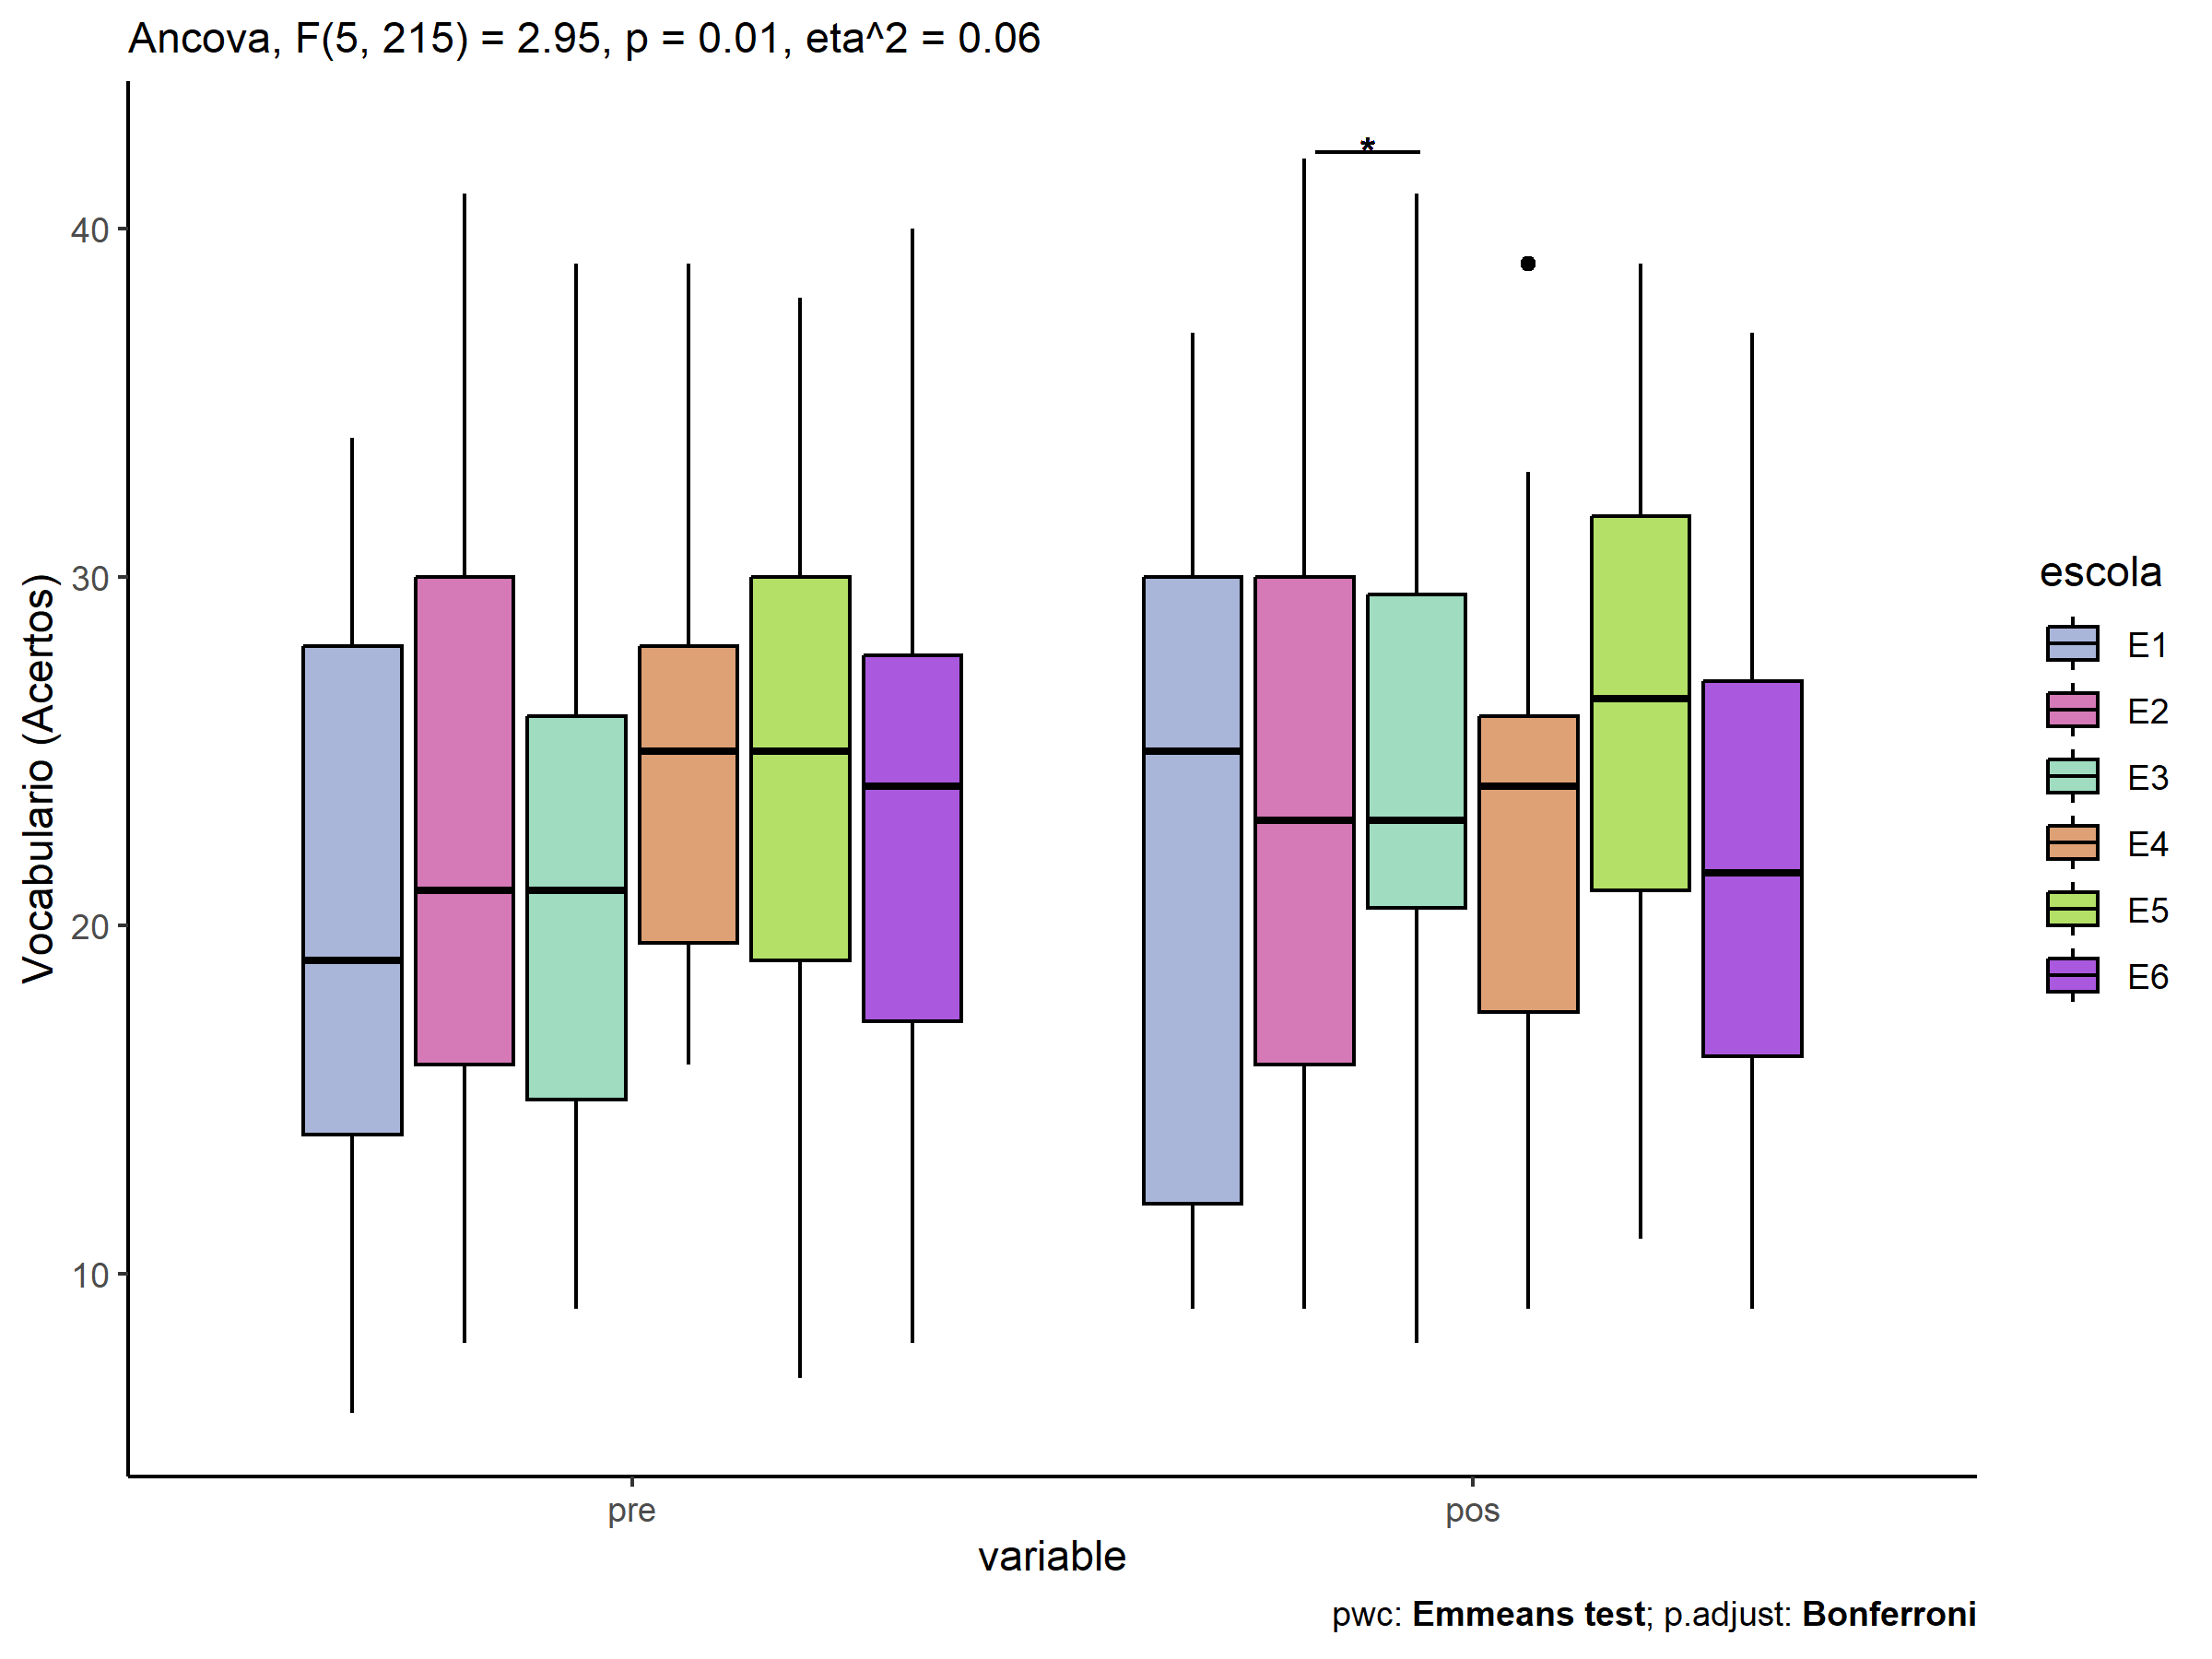 Ancova, F(5, 215) = 2.95, p = 0.01, eta^2 = 0.06
*
Vocabulario (Acertos)
40
30
20
10
pre
pos
variable
escola
E1
E2
E3
E4
E5
E6
pwc: Emmeans test; p.adjust: Bonferroni